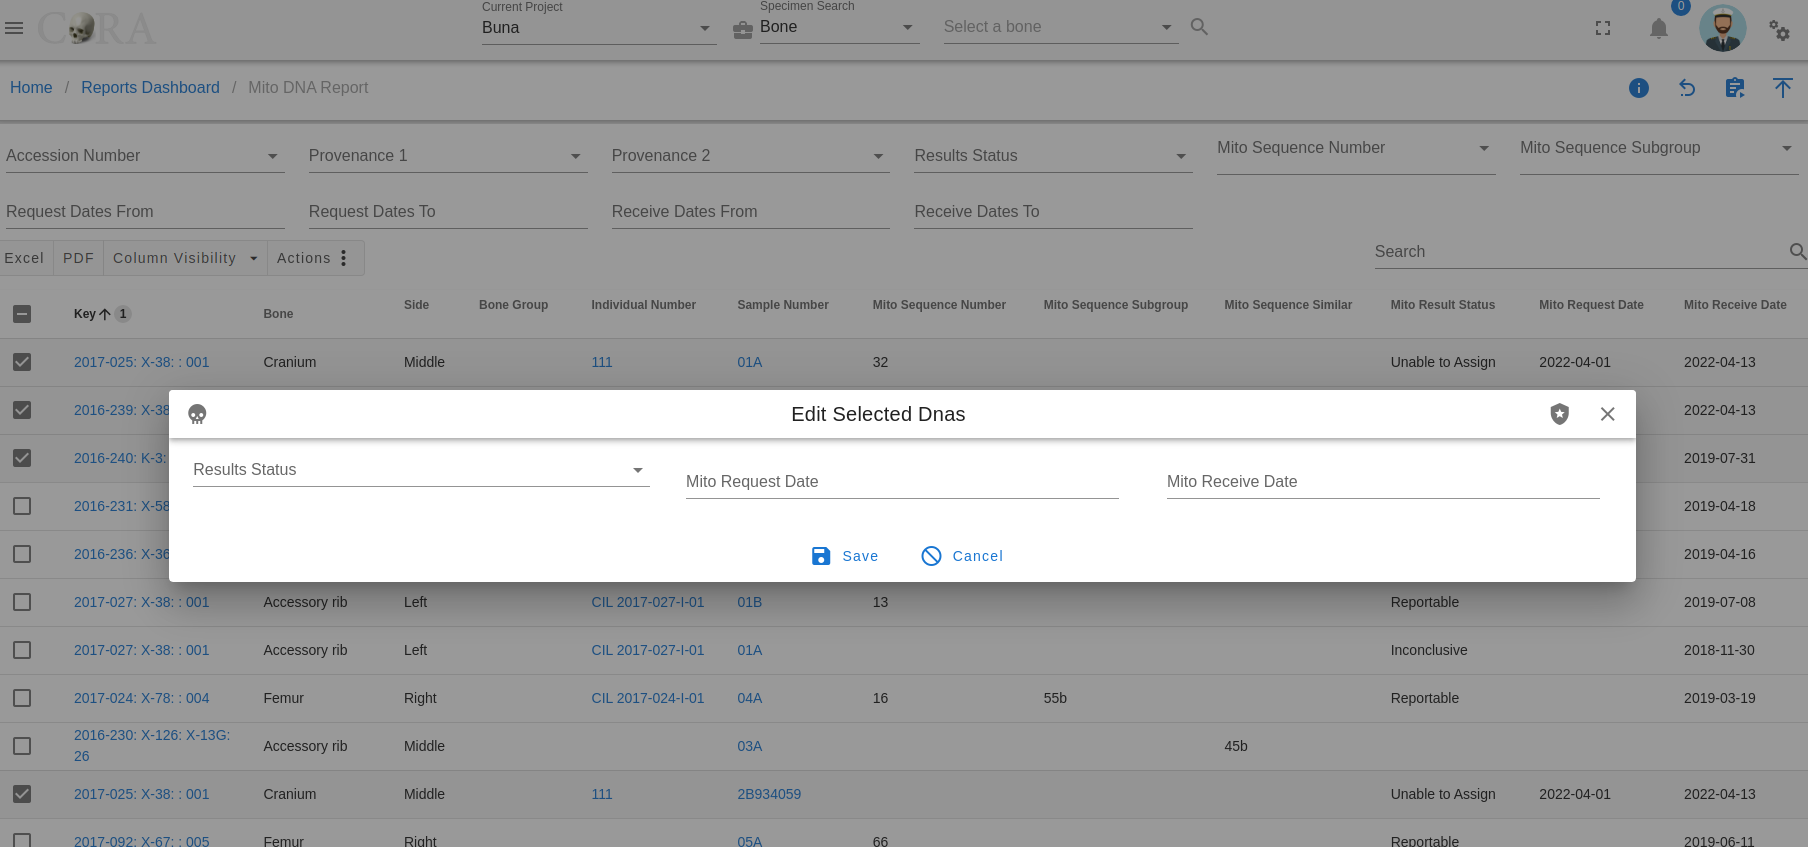 CORA
Current Project
Buna
Specimen Search
Bone
Select a bone
0
Home / Reports Dashboard / Mito DNA Report
Accession Number Provenance 1 Provenance 2 Results Status Mito Sequence Number Mito Sequence Subgroup
Request Dates From Request Dates To Receive Dates From Receive Dates To
Excel PDF Column Visibility Actions Search
Key 1 Bone Side Bone Group Individual Number Sample Number Mito Sequence Number Mito Sequence Subgroup Mito Sequence Similar Mito Result Status Mito Request Date Mito Receive Date
2017-025: X-38: : 001 Cranium Middle 111 01A 32 Unable to Assign 2022-04-01 2022-04-13
2016-239: X-38 2022-04-13
2016-240: K-3: 2019-07-31
2016-231: X-58 2019-04-18
2016-236: X-36 2019-04-16
Edit Selected Dnas
Results Status Mito Request Date Mito Receive Date
Save Cancel
2017-027: X-38: : 001 Accessory rib Left CIL 2017-027-I-01 01B 13 Reportable 2019-07-08
2017-027: X-38: : 001 Accessory rib Left CIL 2017-027-I-01 01A Inconclusive 2018-11-30
2017-024: X-78: : 004 Femur Right CIL 2017-024-I-01 04A 16 55b Reportable 2019-03-19
2016-230: X-126: X-13G:
26 Accessory rib Middle 03A 45b
2017-025: X-38: : 001 Cranium Middle 111 2B934059 Unable to Assign 2022-04-01 2022-04-13
2017-092: X-67: : 005 Femur Right 05A 66 Reportable 2019-06-11